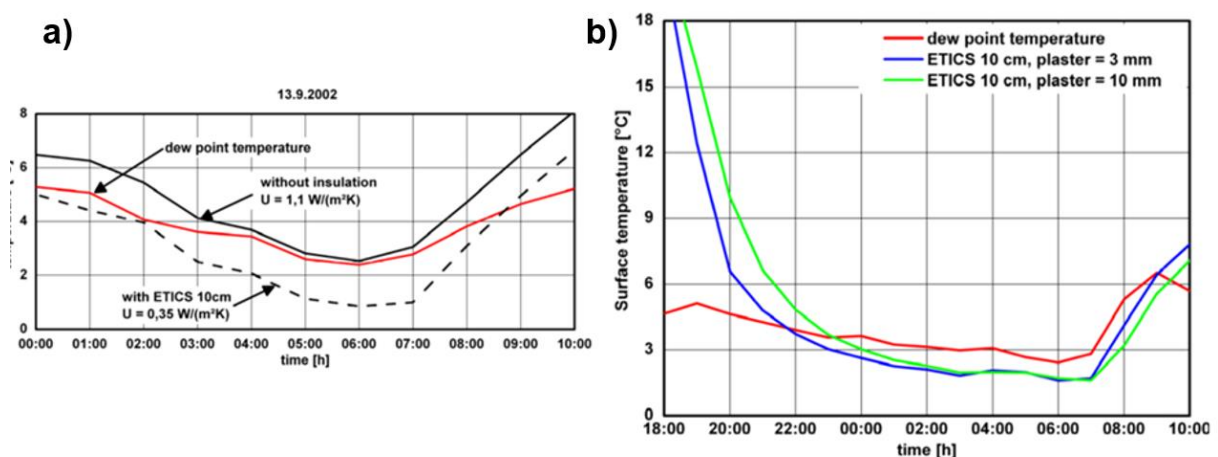 a)
13.9.2002
8
6
4
2
0
dew point temperature
without insulation
U = 1,1 W/(m²K)
with ETICS 10cm
U = 0,35 W/(m²K)
00:00 01:00 02:00 03:00 04:00 05:00 06:00 07:00 08:00 09:00 10:00
time [h]
b)
Surface temperature [°C]
18
15
12
9
6
3
0
dew point temperature
ETICS 10 cm, plaster = 3 mm
ETICS 10 cm, plaster = 10 mm
18:00 20:00 22:00 00:00 02:00 04:00 06:00 08:00 10:00
time [h]